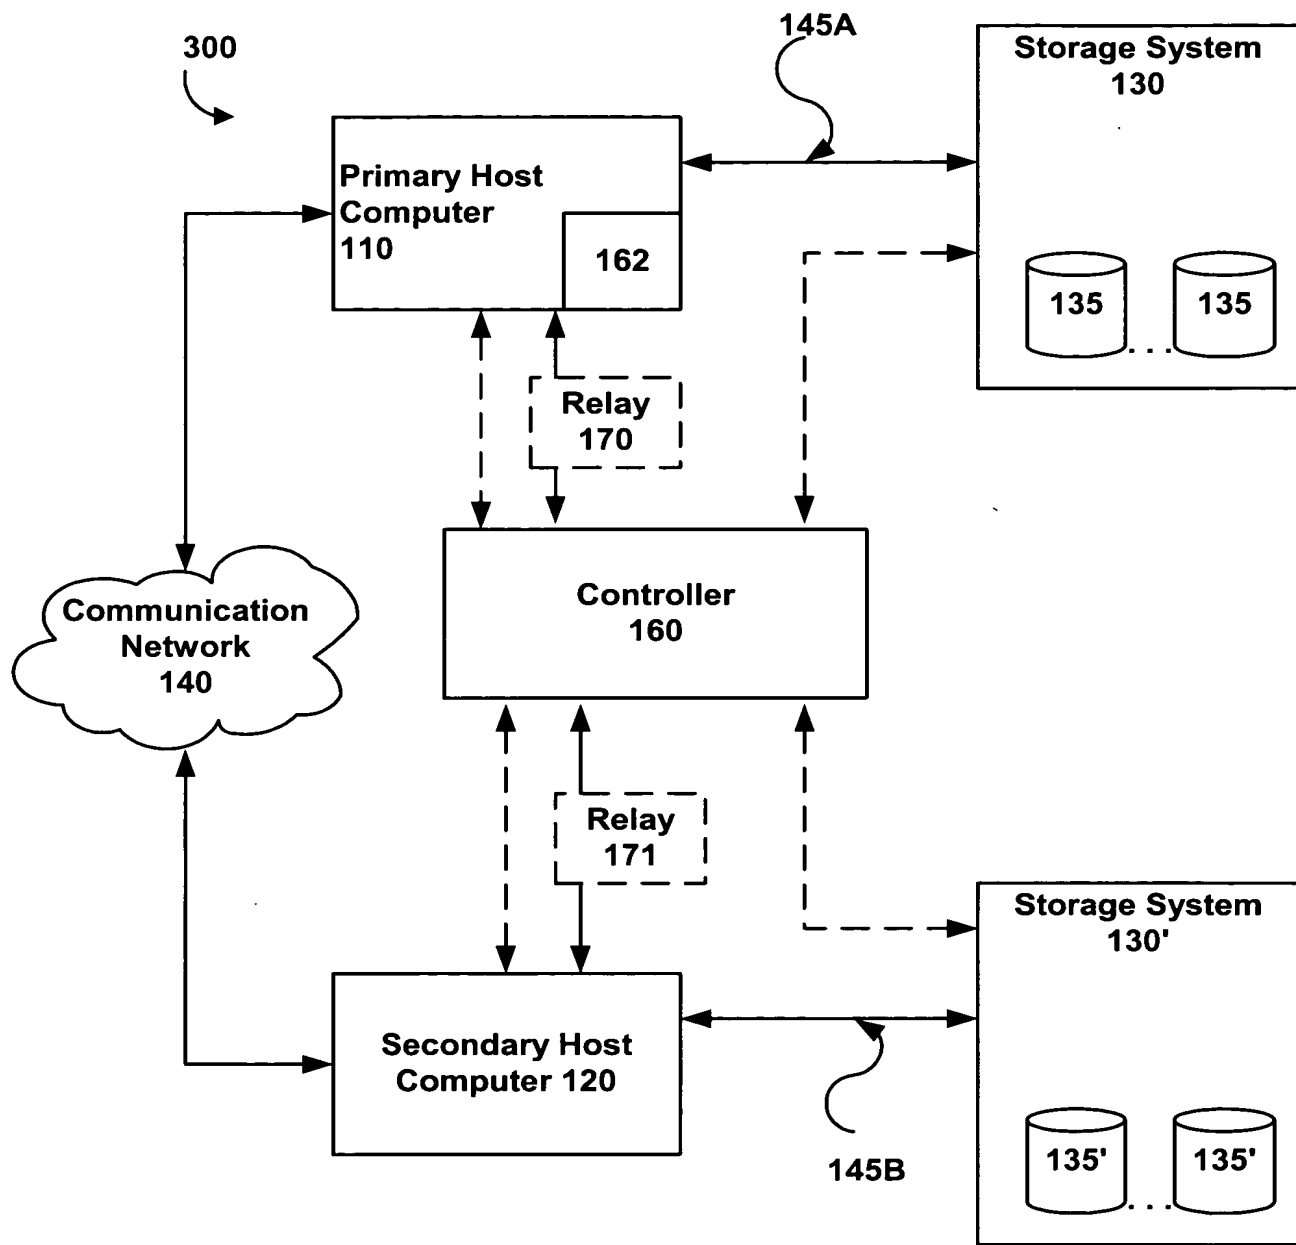 300
145A
Storage System
130
Primary Host
Computer
110
162
135
135
. . .
Relay
170
Controller
160
Communication
Network
140
Relay
171
Storage System
130'
Secondary Host
Computer 120
145B
135'
135'
. . .